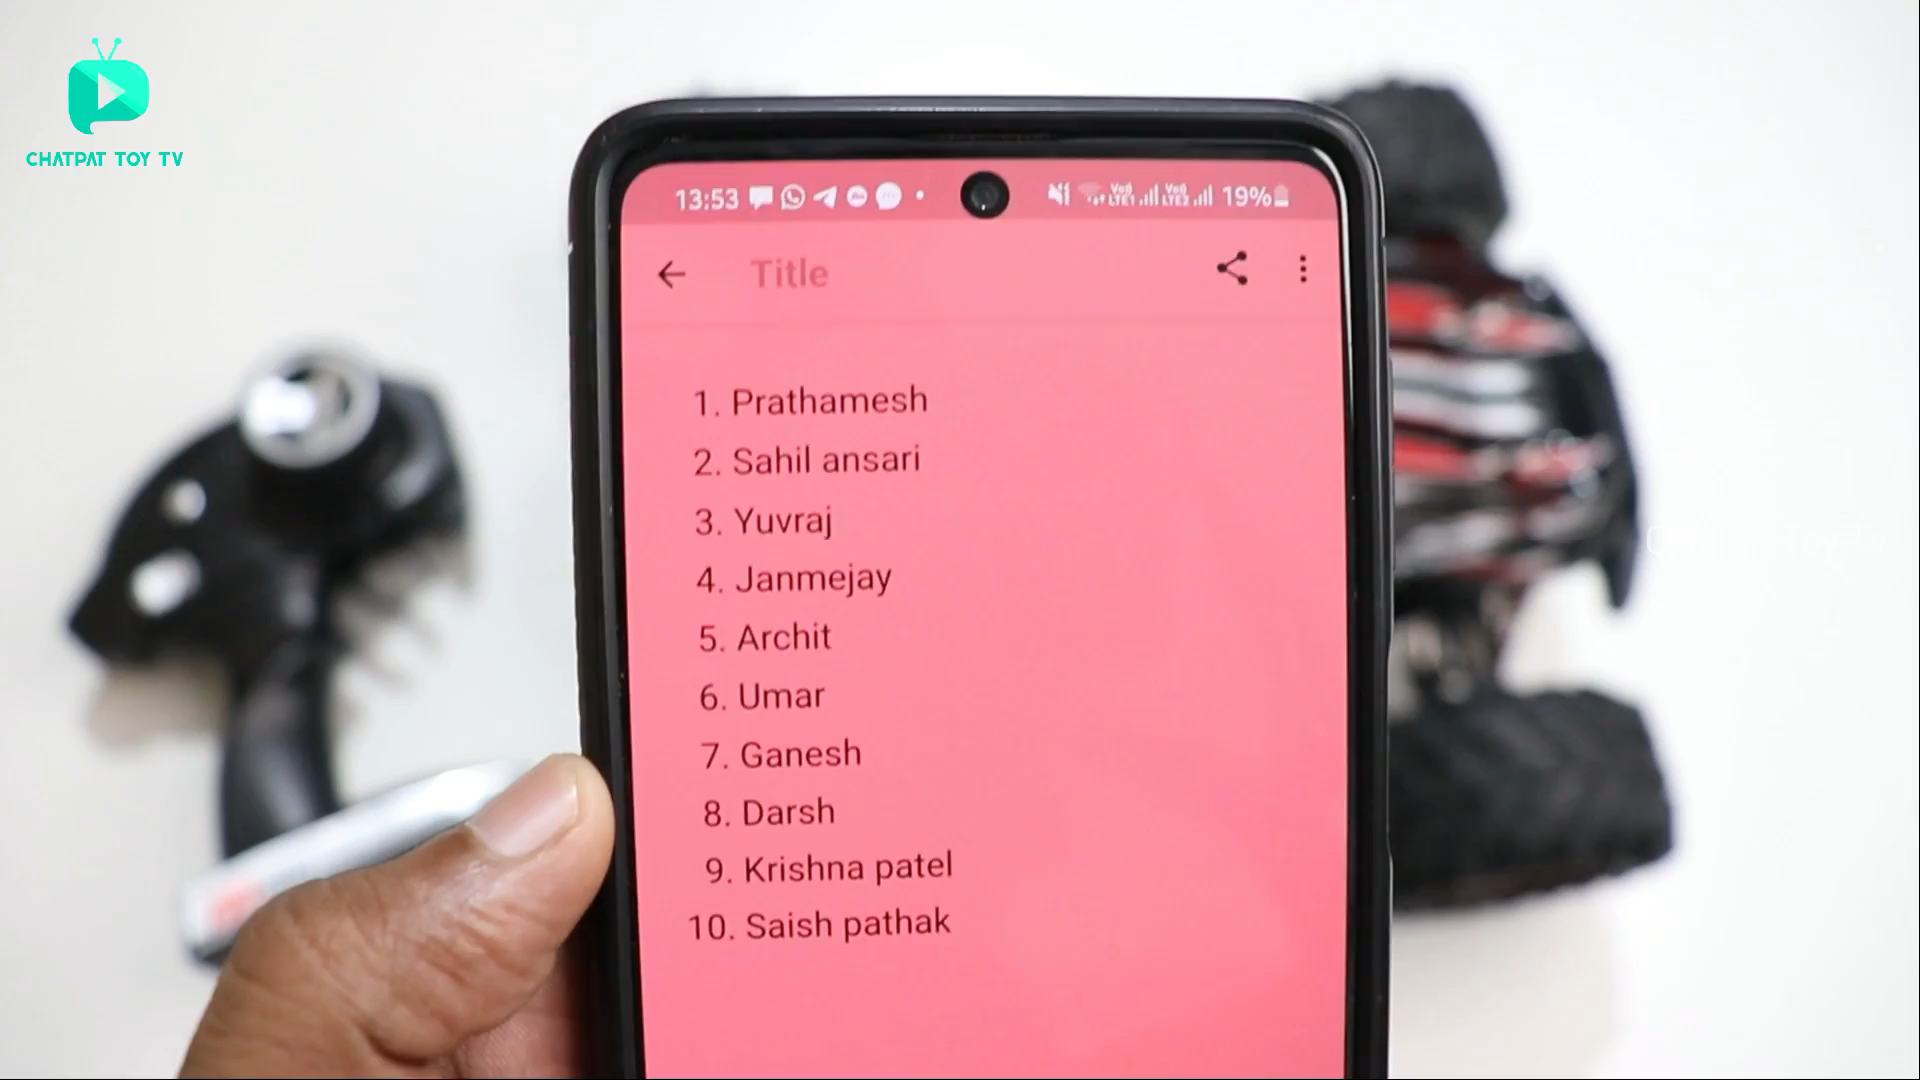 CHATPAT TOY TV
13:53 19%
Title
1. Prathamesh
2. Sahil ansari
3. Yuvraj
4. Janmejay
5. Archit
6. Umar
7. Ganesh
8. Darsh
9. Krishna patel
10. Saish pathak